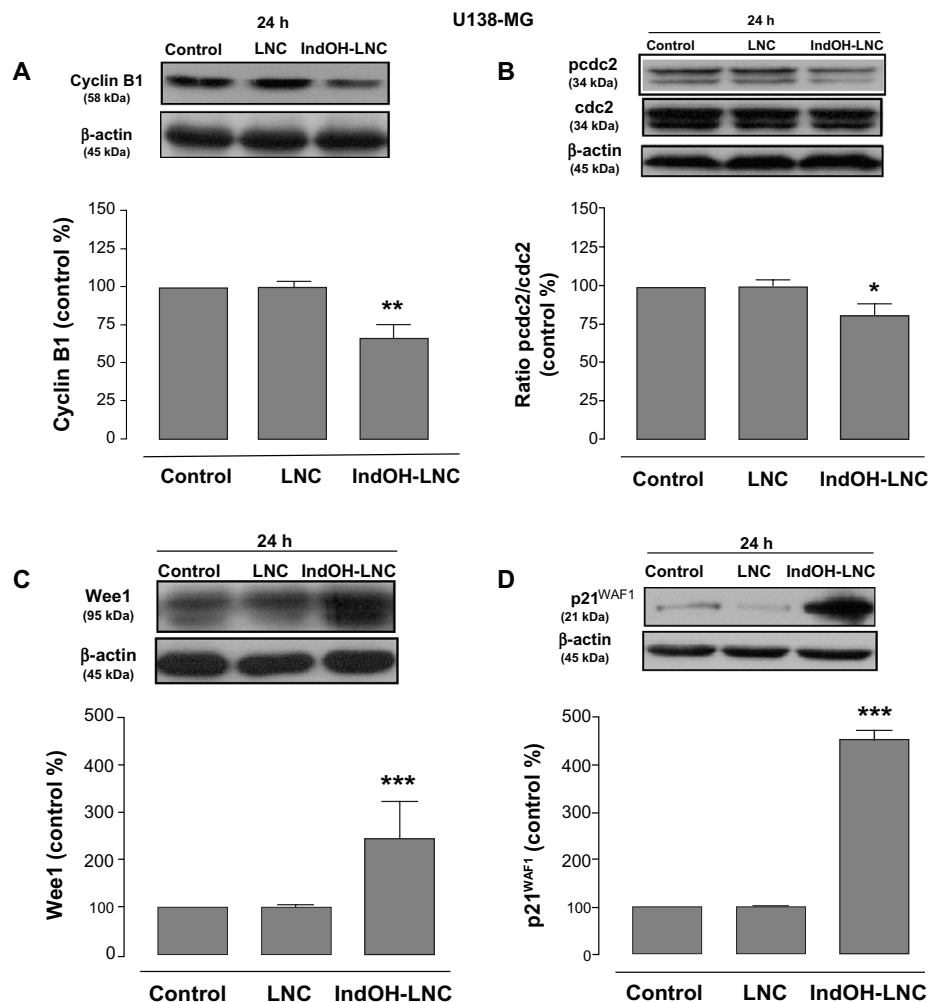 U138-MG
A
24 h
Control LNC IndOH-LNC
Cyclin B1
(58 kDa)
β-actin
(45 kDa)
Cyclin B1 (control %)
150
125
100
75
50
25
0
**
Control LNC IndOH-LNC
B
24 h
Control LNC IndOH-LNC
pcdc2
(34 kDa)
cdc2
(34 kDa)
β-actin
(45 kDa)
Ratio pcdc2/cdc2
(control %)
150
125
100
75
50
25
0
*
Control LNC IndOH-LNC
C
24 h
Control LNC IndOH-LNC
Wee1
(95 kDa)
β-actin
(45 kDa)
Wee1 (control %)
500
400
300
200
100
0
***
Control LNC IndOH-LNC
D
24 h
Control LNC IndOH-LNC
p21WAF1
(21 kDa)
β-actin
(45 kDa)
p21WAF1 (control %)
500
400
300
200
100
0
***
Control LNC IndOH-LNC